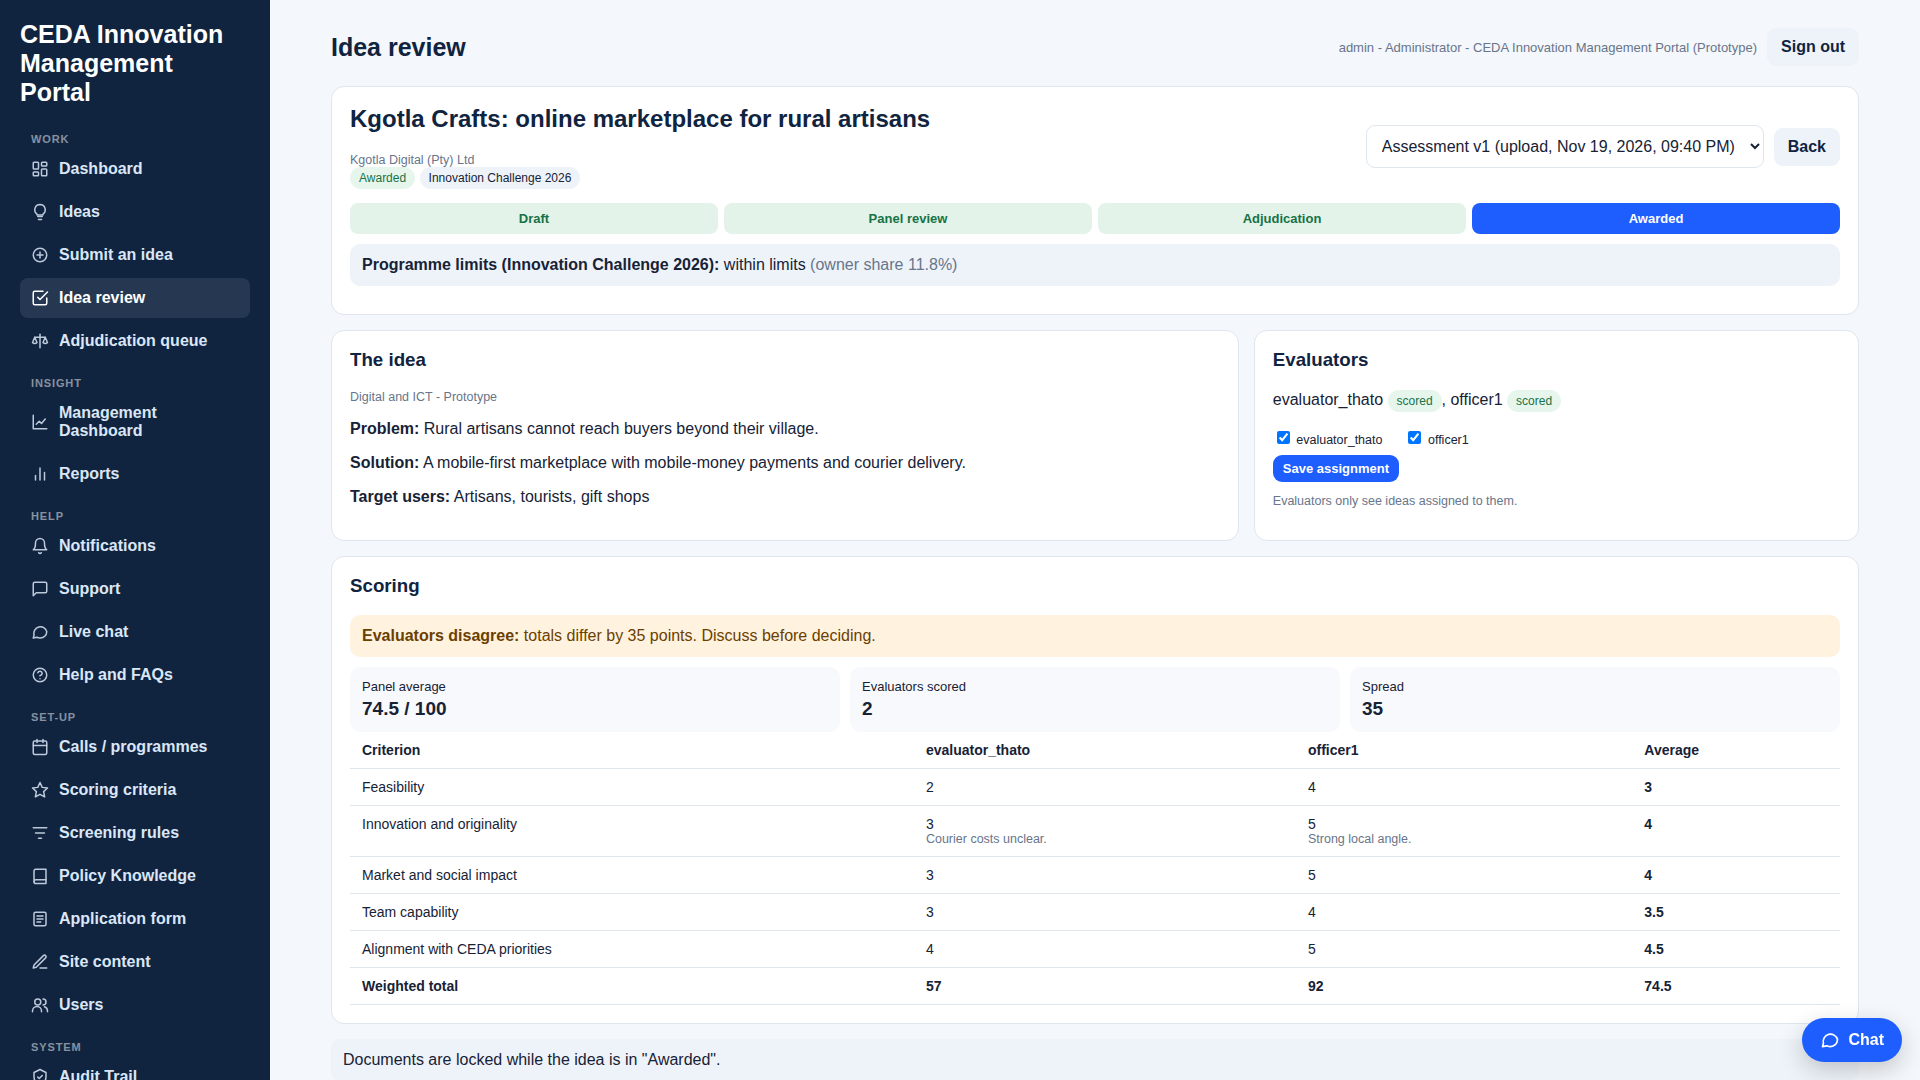 CEDA Innovation
Management
Portal
WORK
Dashboard
Ideas
Submit an idea
Idea review
Adjudication queue
INSIGHT
Management
Dashboard
Reports
HELP
Notifications
Support
Live chat
Help and FAQs
SET-UP
Calls / programmes
Scoring criteria
Screening rules
Policy Knowledge
Application form
Site content
Users
SYSTEM
Audit Trail
Idea review
admin - Administrator - CEDA Innovation Management Portal (Prototype)
Sign out
Kgotla Crafts: online marketplace for rural artisans
Kgotla Digital (Pty) Ltd
Awarded Innovation Challenge 2026
Assessment v1 (upload, Nov 19, 2026, 09:40 PM)
Back
Draft Panel review Adjudication Awarded
Programme limits (Innovation Challenge 2026): within limits (owner share 11.8%)
The idea
Digital and ICT - Prototype
Problem: Rural artisans cannot reach buyers beyond their village.
Solution: A mobile-first marketplace with mobile-money payments and courier delivery.
Target users: Artisans, tourists, gift shops
Evaluators
evaluator_thato scored, officer1 scored
evaluator_thato officer1
Save assignment
Evaluators only see ideas assigned to them.
Scoring
Evaluators disagree: totals differ by 35 points. Discuss before deciding.
Panel average
74.5 / 100
Evaluators scored
2
Spread
35
Criterion evaluator_thato officer1 Average
Feasibility 2 4 3
Innovation and originality 3 5 4
Courier costs unclear. Strong local angle.
Market and social impact 3 5 4
Team capability 3 4 3.5
Alignment with CEDA priorities 4 5 4.5
Weighted total 57 92 74.5
Documents are locked while the idea is in "Awarded".
Chat